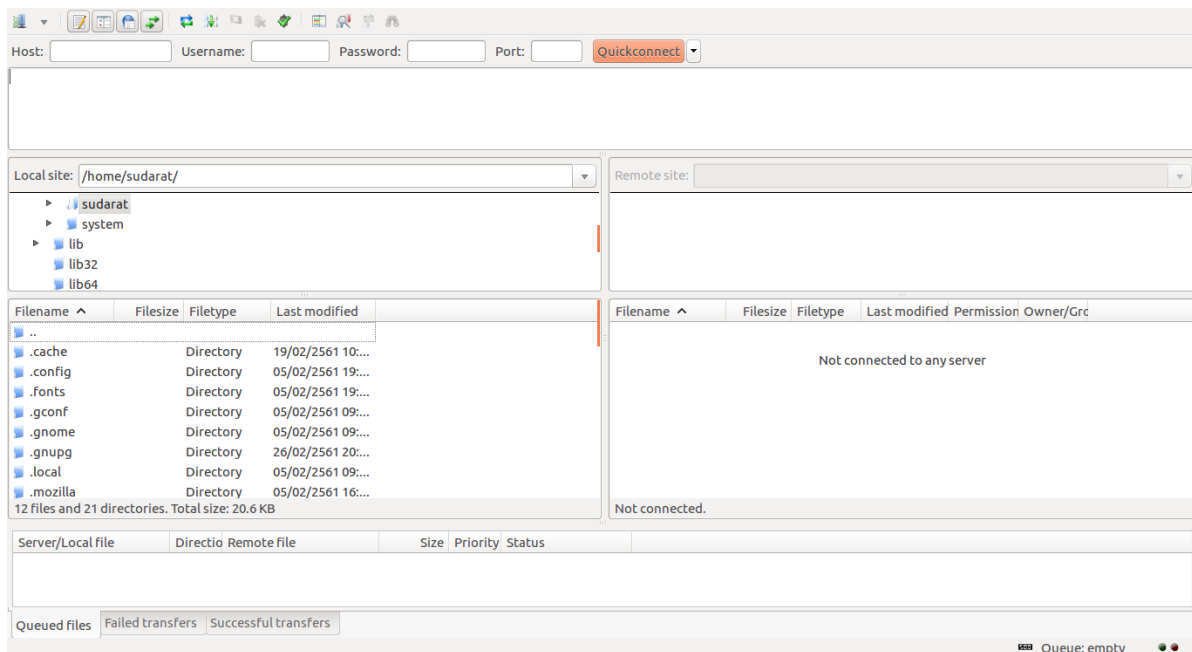 Host: Username: Password: Port: Quickconnect
Local site: /home/sudarat/
sudarat
system
lib
lib32
lib64
Remote site:
Filename Filesize Filetype Last modified
..
.cache Directory 19/02/2561 10:...
.config Directory 05/02/2561 19:...
.fonts Directory 05/02/2561 19:...
.gconf Directory 05/02/2561 09:...
.gnome Directory 05/02/2561 09:...
.gnupg Directory 26/02/2561 20:...
.local Directory 05/02/2561 09:...
.mozilla Directory 05/02/2561 16:...
12 files and 21 directories. Total size: 20.6 KB
Filename Filesize Filetype Last modified Permission Owner/Gro
Not connected to any server
Not connected.
Server/Local file Directio Remote file Size Priority Status
Queued files Failed transfers Successful transfers
Queue: empty